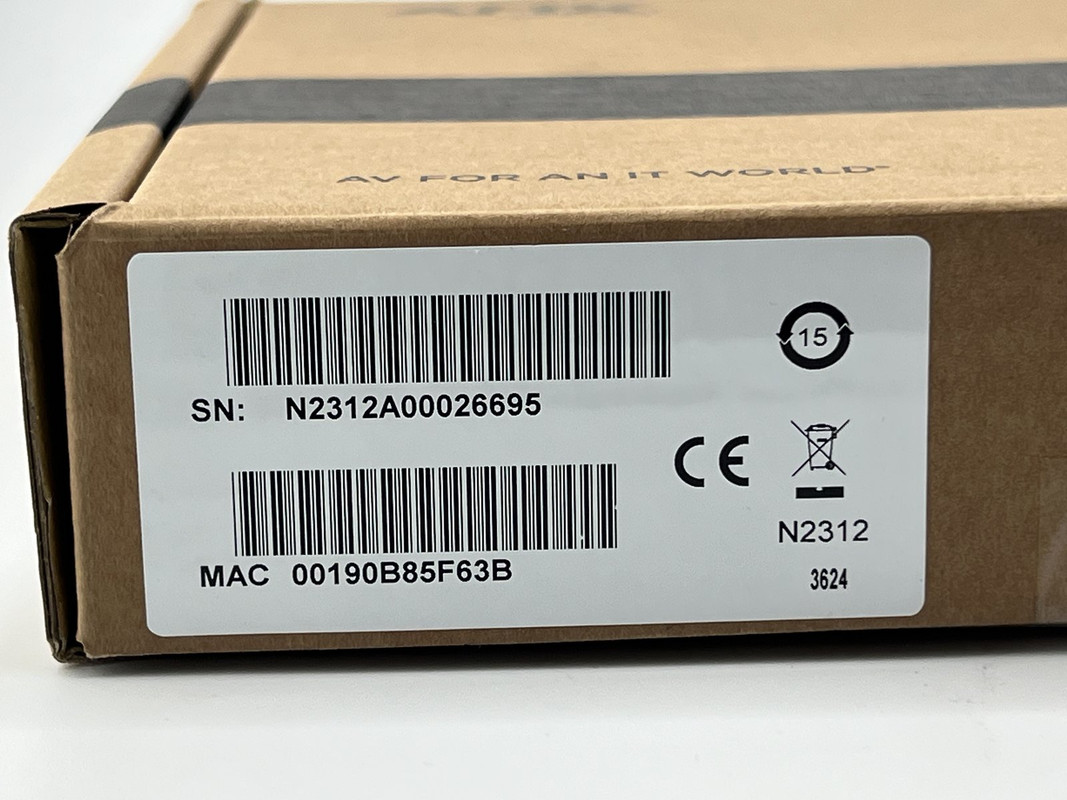 AV FOR AN IT WORLD®
15
SN: N2312A00026695
CE
MAC 00190B85F63B
N2312
3624